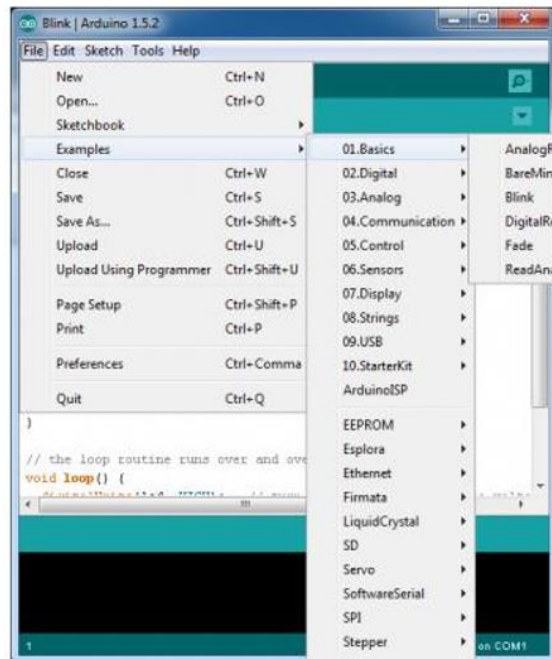 Blink | Arduino 1.5.2
File Edit Sketch Tools Help
New Ctrl+N
Open... Ctrl+O
Sketchbook
Examples
Close Ctrl+W
Save Ctrl+S
Save As... Ctrl+Shift+S
Upload Ctrl+U
Upload Using Programmer Ctrl+Shift+U
Page Setup Ctrl+Shift+P
Print Ctrl+P
Preferences Ctrl+Comma
Quit Ctrl+Q
01.Basics
02.Digital
03.Analog
04.Communication
05.Control
06.Sensors
07.Display
08.Strings
09.USB
10.StarterKit
ArduinoISP
EEPROM
Esplora
Ethernet
Firmata
LiquidCrystal
SD
Servo
SoftwareSerial
SPI
Stepper
AnalogR
BareMin
Blink
DigitalRe
Fade
ReadAna
}
// the loop routine runs over and ove
void loop() {
1
on COM1